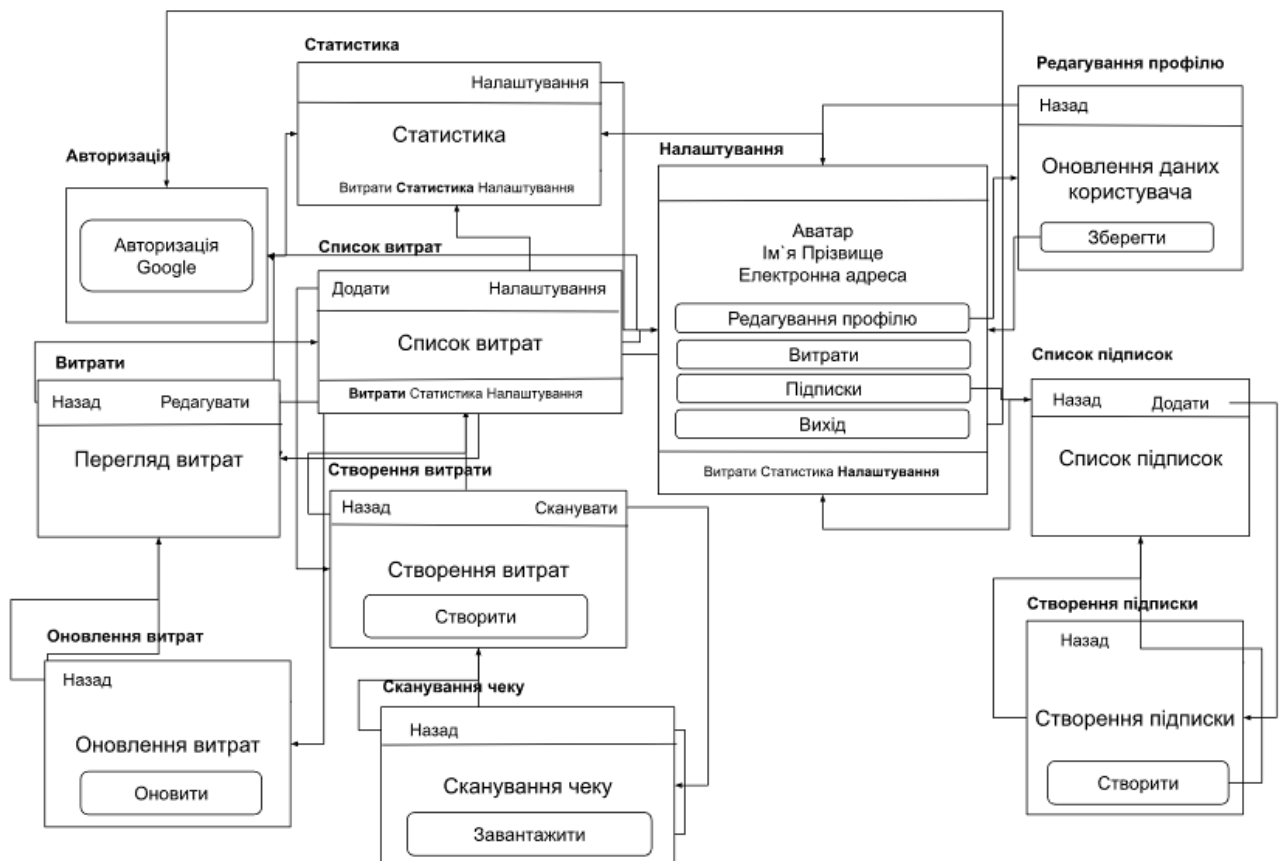 Статистика
Налаштування
Статистика
Витрати Статистика Налаштування
Редагування профілю
Назад
Оновлення даних
користувача
Зберегти
Авторизація
Авторизація
Google
Налаштування
Аватар
Ім`я Прізвище
Електронна адреса
Редагування профілю
Витрати
Підписки
Вихід
Витрати Статистика Налаштування
Список витрат
Додати Налаштування
Список витрат
Витрати Статистика Налаштування
Витрати
Назад Редагувати
Перегляд витрат
Список підписок
Назад Додати
Список підписок
Створення витрати
Назад Сканувати
Створення витрат
Створити
Оновлення витрат
Назад
Оновлення витрат
Оновити
Сканування чеку
Назад
Сканування чеку
Завантажити
Створення підписки
Назад
Створення підписки
Створити